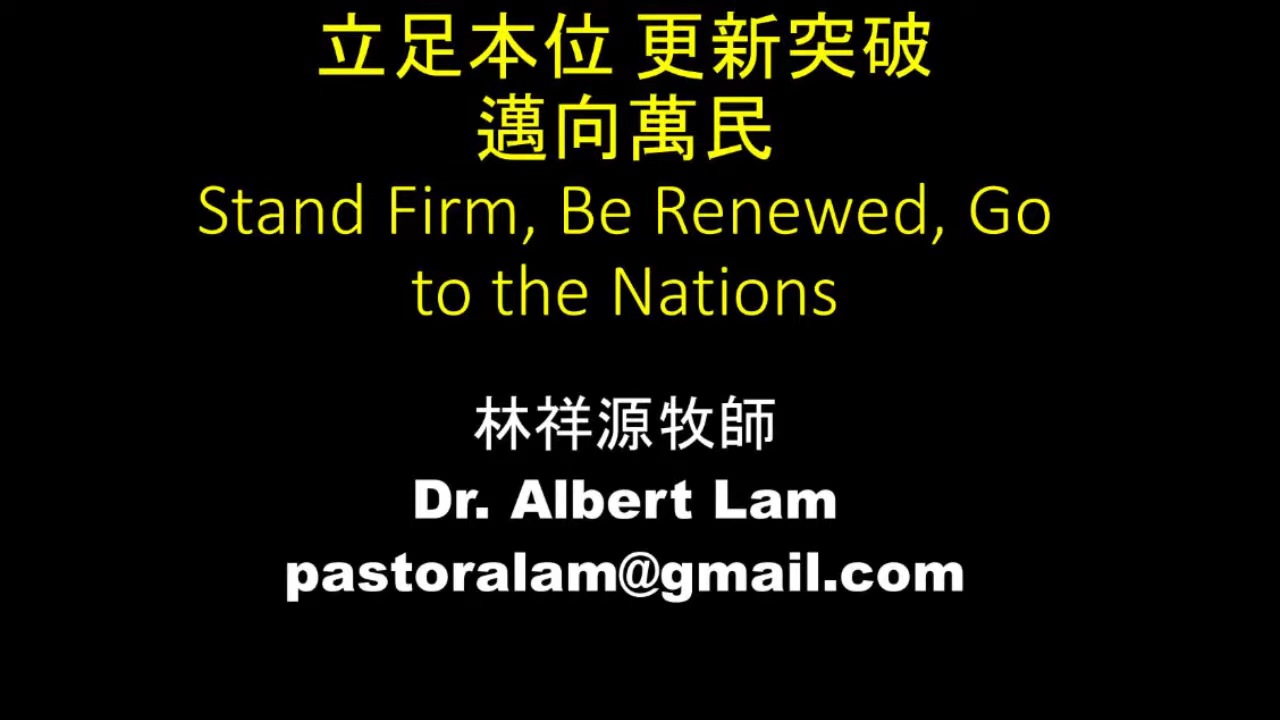 立足本位 更新突破
邁向萬民
Stand Firm, Be Renewed, Go
to the Nations
林祥源牧師
Dr. Albert Lam
pastoralam@gmail.com